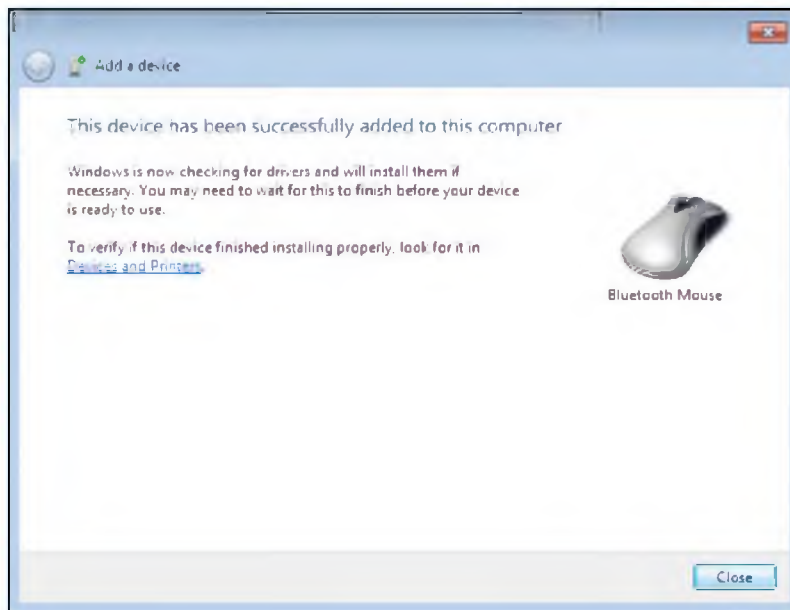 Add a device
This device has been successfully added to this computer
Windows is now checking for drivers and will install them if
necessary. You may need to wait for this to finish before your device
is ready to use.
To verify if this device finished installing properly, look for it in
Devices and Printers.
Bluetooth Mouse
Close